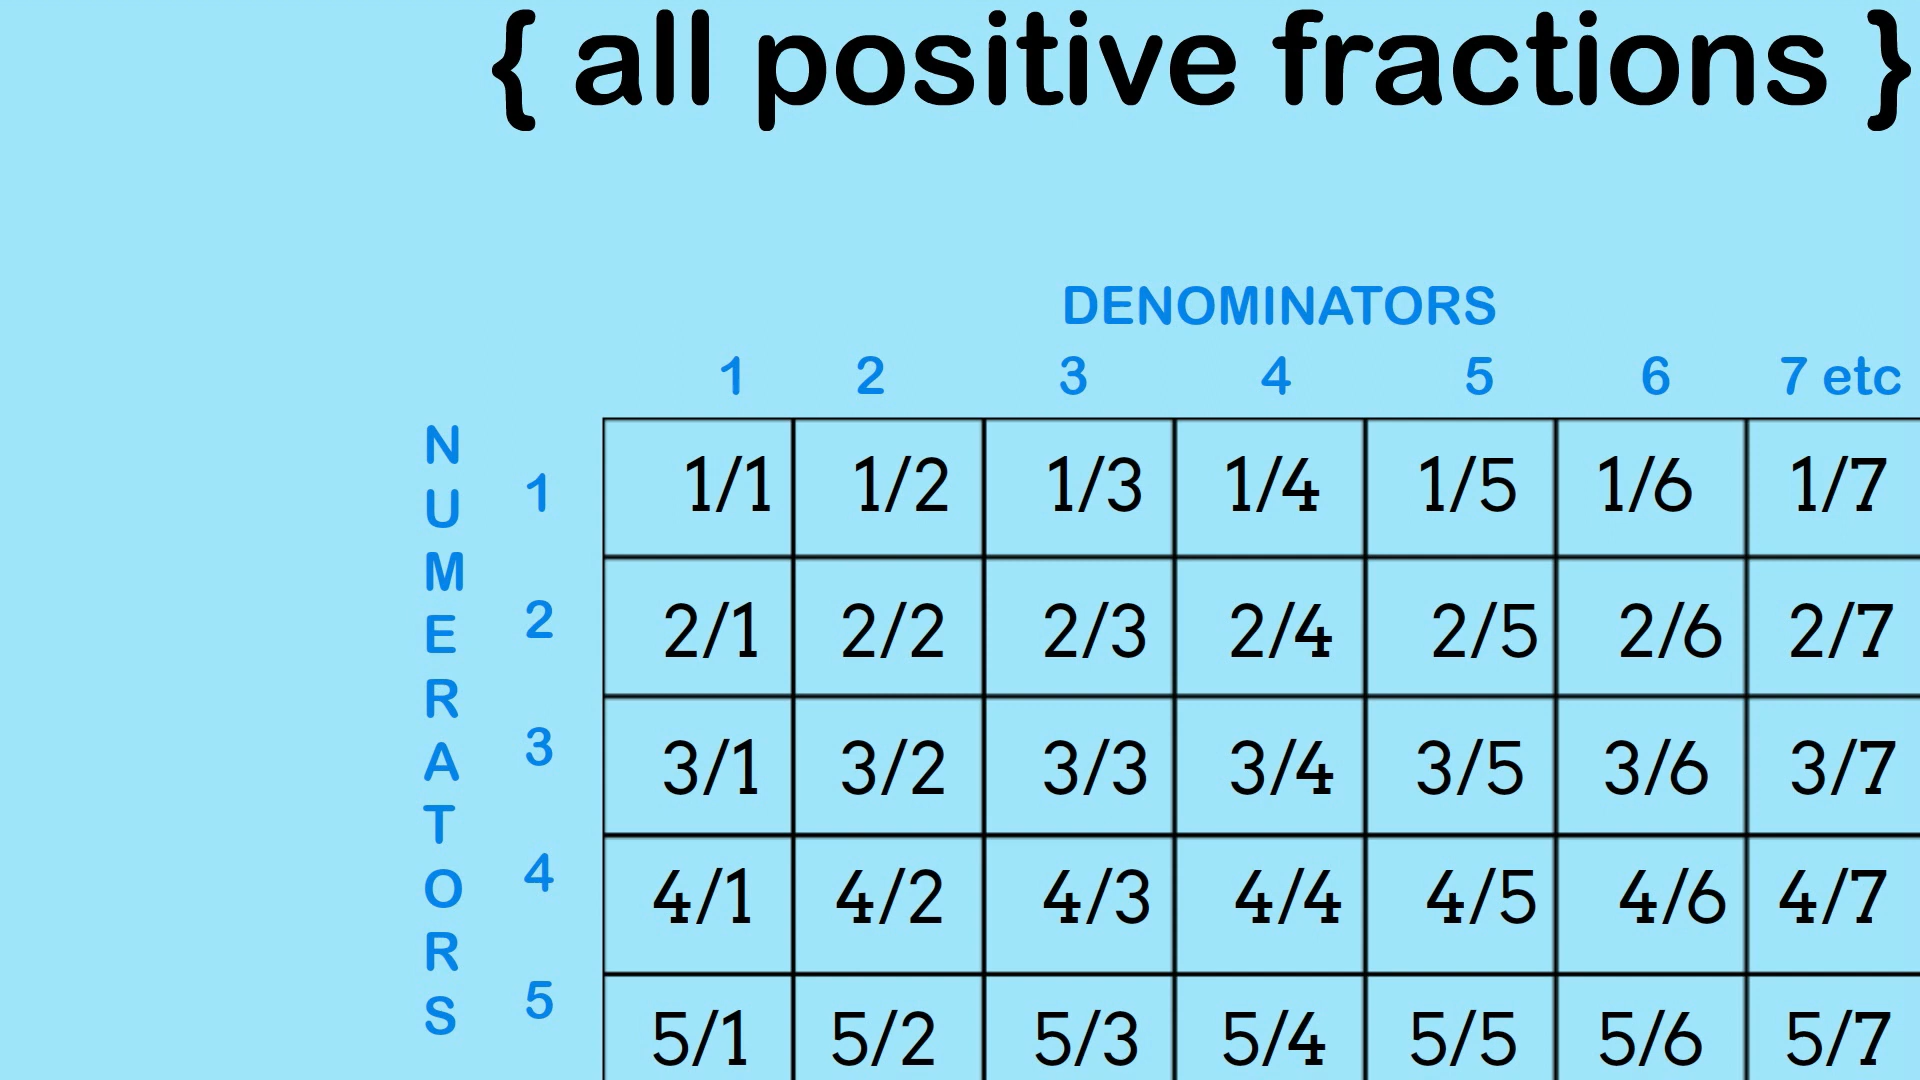 { all positive fractions }
DENOMINATORS
1 2 3 4 5 6 7 etc
NUMERATORS
1 1/1 1/2 1/3 1/4 1/5 1/6 1/7
2 2/1 2/2 2/3 2/4 2/5 2/6 2/7
3 3/1 3/2 3/3 3/4 3/5 3/6 3/7
4 4/1 4/2 4/3 4/4 4/5 4/6 4/7
5 5/1 5/2 5/3 5/4 5/5 5/6 5/7